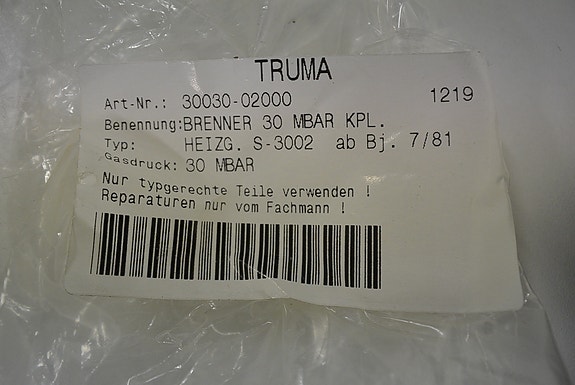 TRUMA
Art-Nr.: 30030-02000 1219
Benennung:BRENNER 30 MBAR KPL.
Typ: HEIZG. S-3002 ab Bj. 7/81
Gasdruck: 30 MBAR
Nur typgerechte Teile verwenden !
Reparaturen nur vom Fachmann !